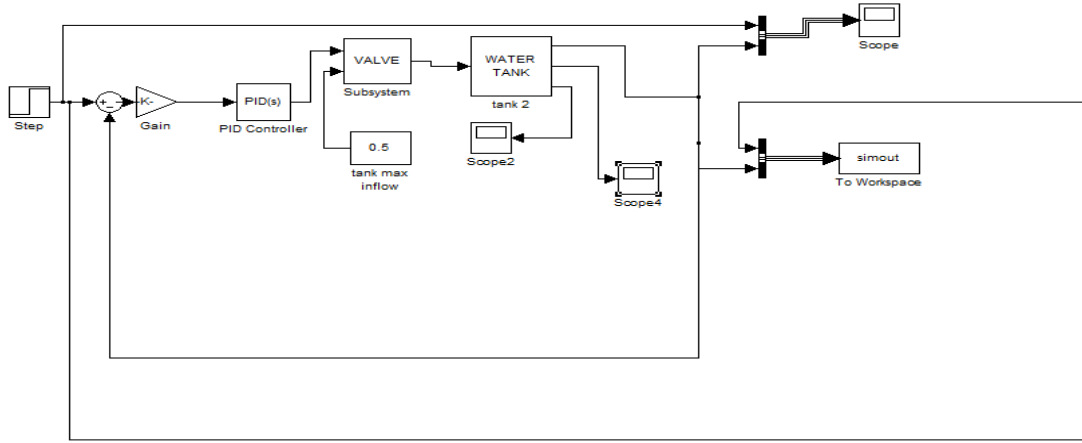 Scope
VALVE
Subsystem
WATER
TANK
tank 2
Step
+
−
K-
Gain
PID(s)
PID Controller
Scope2
0.5
tank max
inflow
Scope4
simout
To Workspace